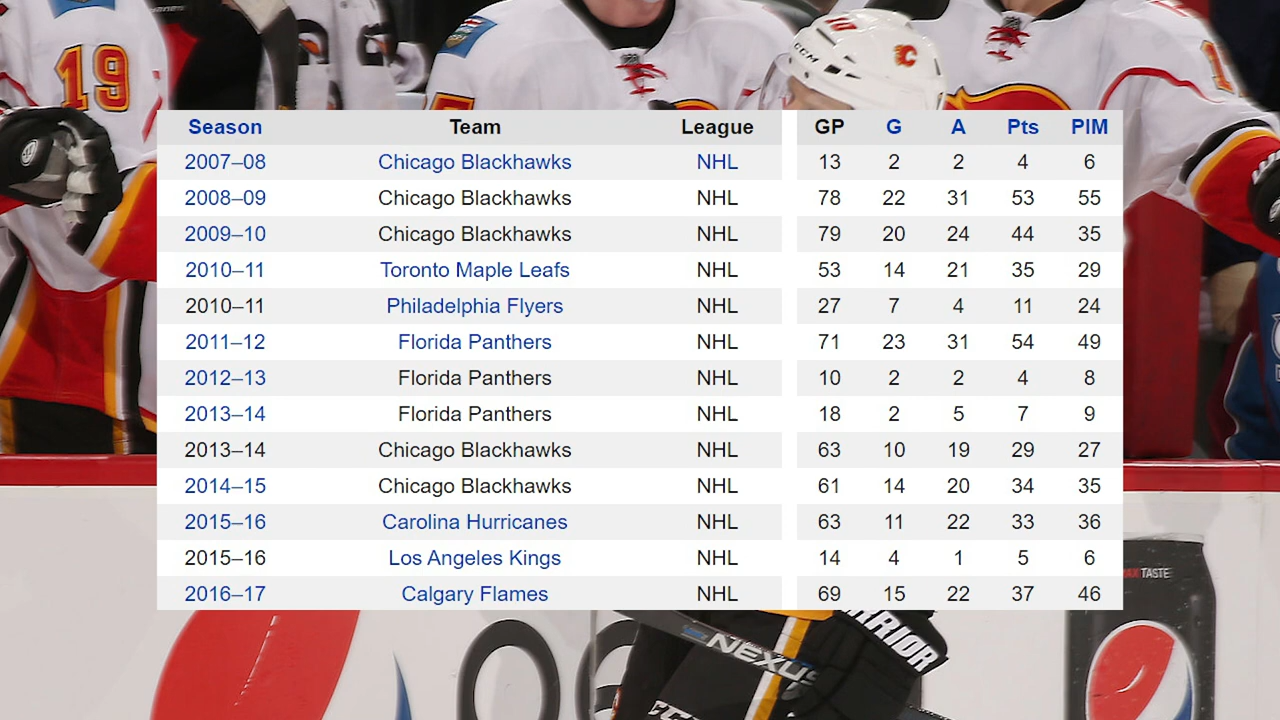 19
CCM
10
Season Team League GP G A Pts PIM
2007–08 Chicago Blackhawks NHL 13 2 2 4 6
2008–09 Chicago Blackhawks NHL 78 22 31 53 55
2009–10 Chicago Blackhawks NHL 79 20 24 44 35
2010–11 Toronto Maple Leafs NHL 53 14 21 35 29
2010–11 Philadelphia Flyers NHL 27 7 4 11 24
2011–12 Florida Panthers NHL 71 23 31 54 49
2012–13 Florida Panthers NHL 10 2 2 4 8
2013–14 Florida Panthers NHL 18 2 5 7 9
2013–14 Chicago Blackhawks NHL 63 10 19 29 27
2014–15 Chicago Blackhawks NHL 61 14 20 34 35
2015–16 Carolina Hurricanes NHL 63 11 22 33 36
2015–16 Los Angeles Kings NHL 14 4 1 5 6
2016–17 Calgary Flames NHL 69 15 22 37 46
TASTE
NEXUS
CCM